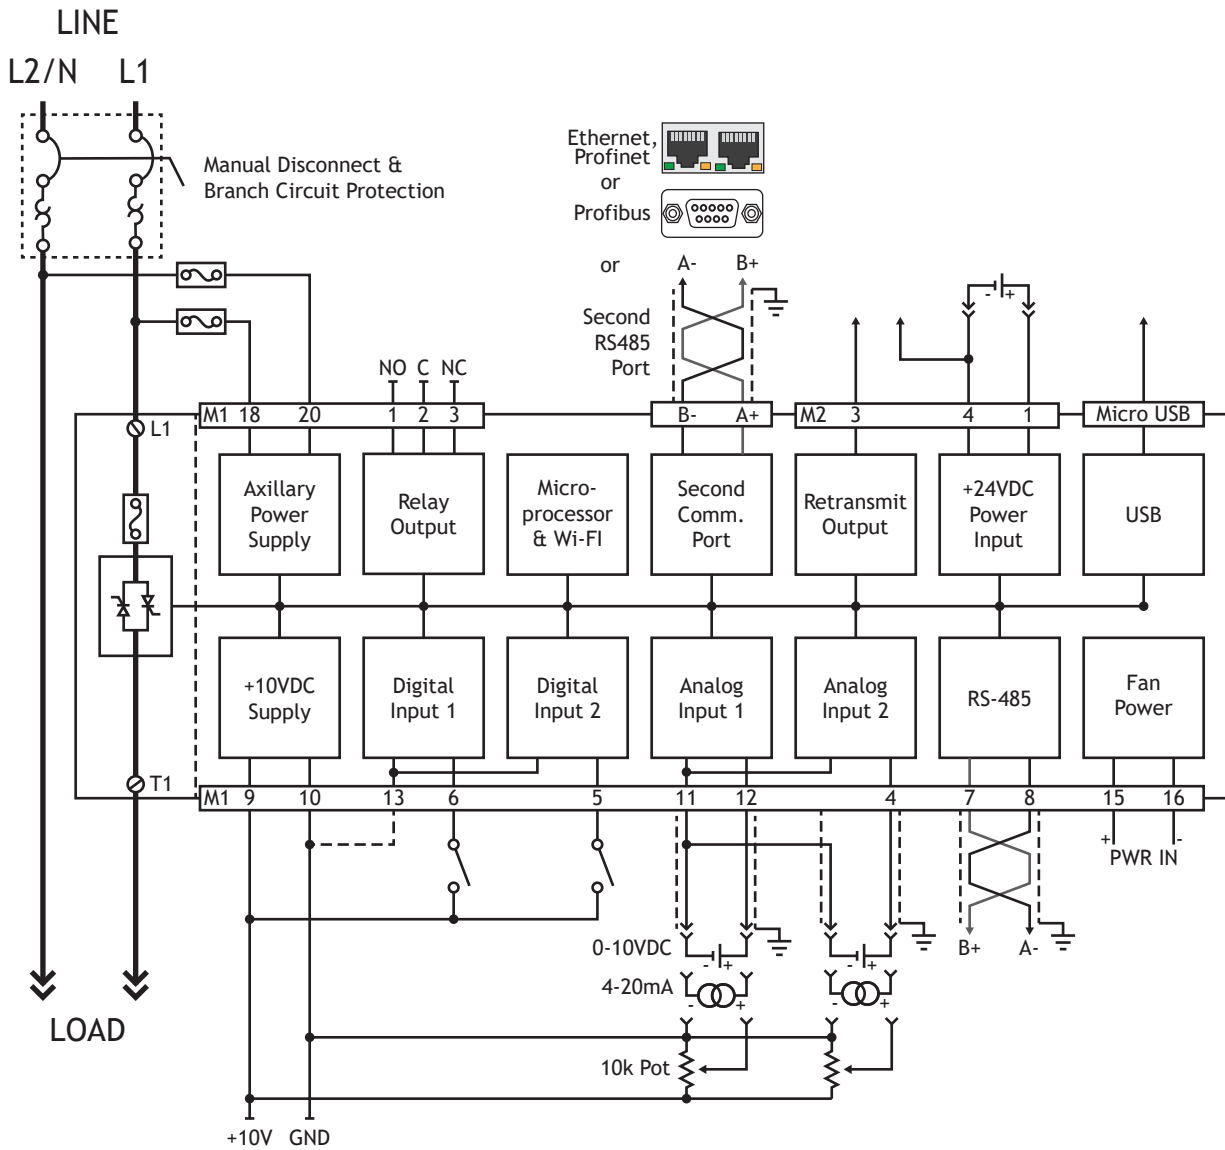 LINE
L2/N L1
Manual Disconnect &
Branch Circuit Protection
Ethernet,
Profinet
or
Profibus
or
A- B+
Second
RS485
Port
- +
NO C NC
M1 18 20 1 2 3
B- A+
M2 3 4 1
Micro USB
L1
Axillary
Power
Supply
Relay
Output
Micro-
processor
& Wi-FI
Second
Comm.
Port
Retransmit
Output
+24VDC
Power
Input
USB
+10VDC
Supply
Digital
Input 1
Digital
Input 2
Analog
Input 1
Analog
Input 2
RS-485
Fan
Power
T1
M1 9 10 13 6 5 11 12 4 7 8 15 16
+ -
PWR IN
0-10VDC
- +
- +
B+ A-
4-20mA
- +
- +
LOAD
10k Pot
+10V GND